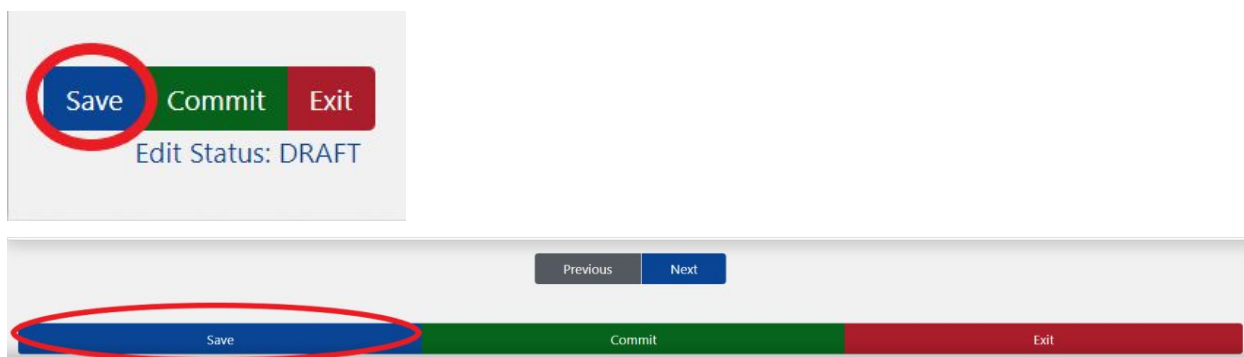 Save Commit Exit
Edit Status: DRAFT
Previous Next
Save Commit Exit